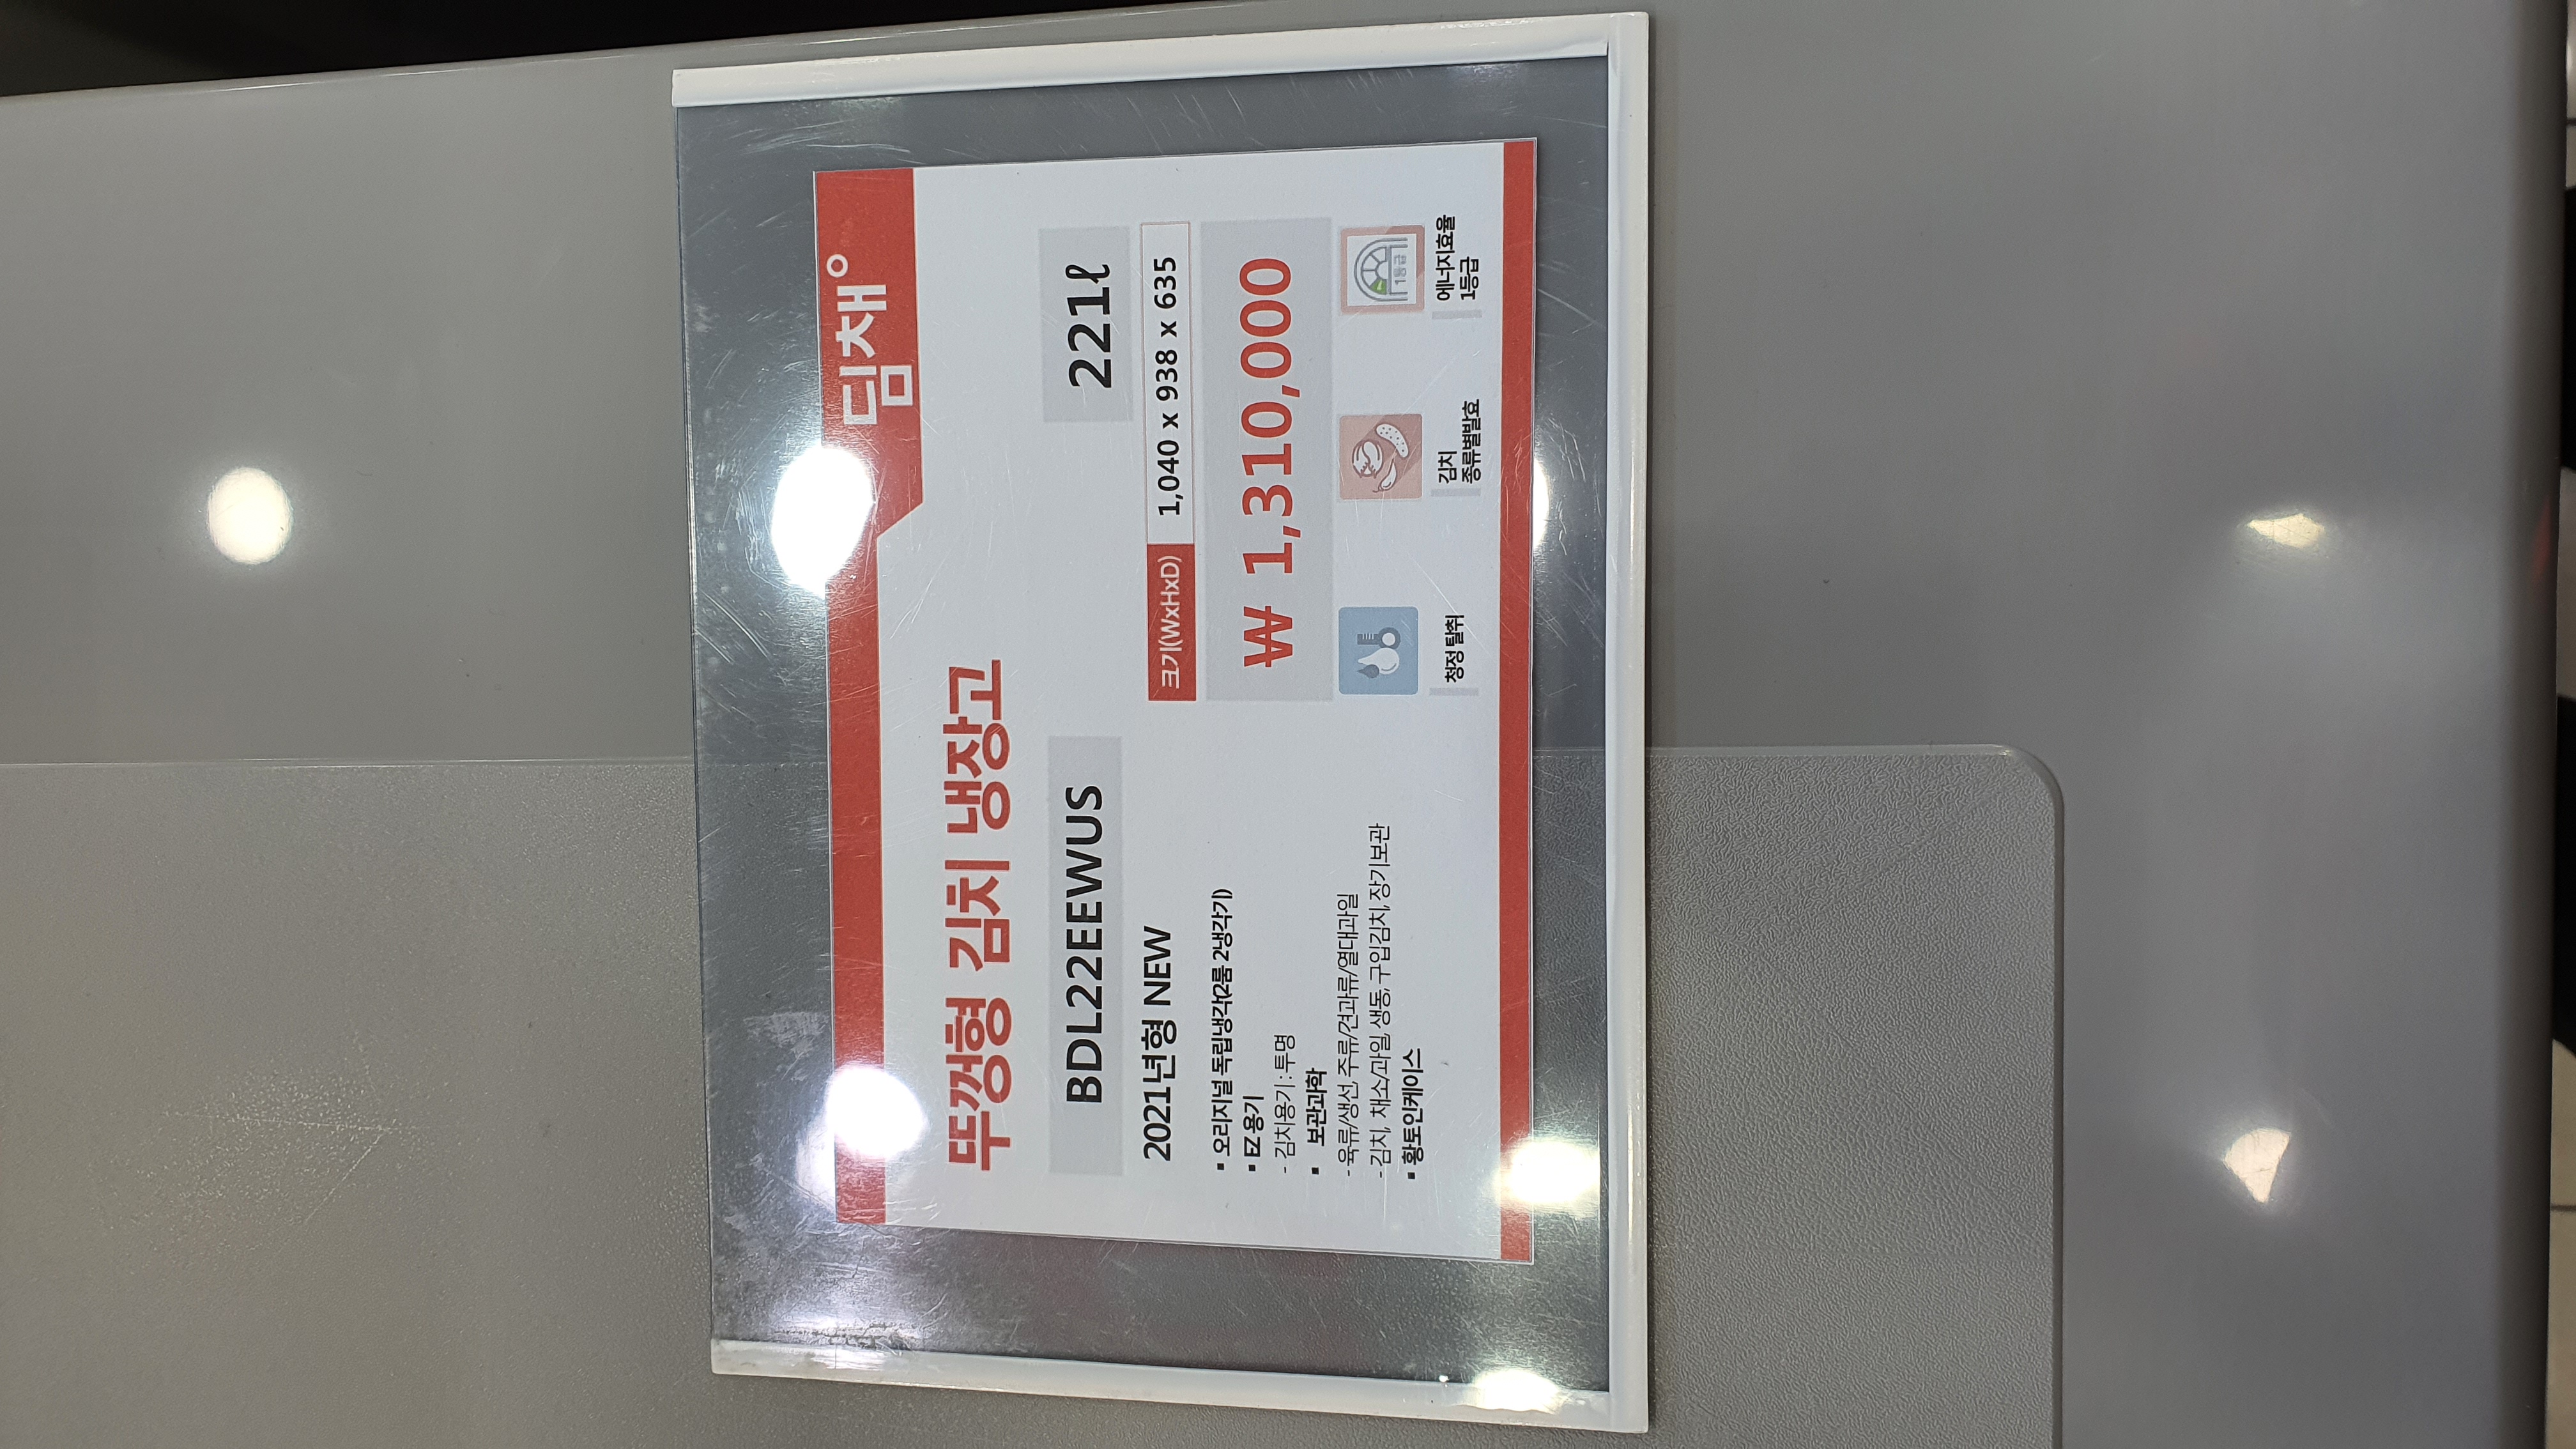 딤채
뚜껑형 김치 냉장고
BDL22EEWUS
221ℓ
2021년형 NEW
크기(WxHxD) 1,040 x 938 x 635
▪ 오리지널 독립냉각(2룸 2냉각기)
▪ EZ 용기
- 김치용기 : 투명
▪ 보관과학
- 육류/생선, 주류/견과류/열대과일
- 김치, 채소/과일, 생동, 구입김치, 장기보관
▪ 황토인케이스
₩ 1,310,000
1등급
청정 탈취
김치
종류별발효
에너지효율
1등급